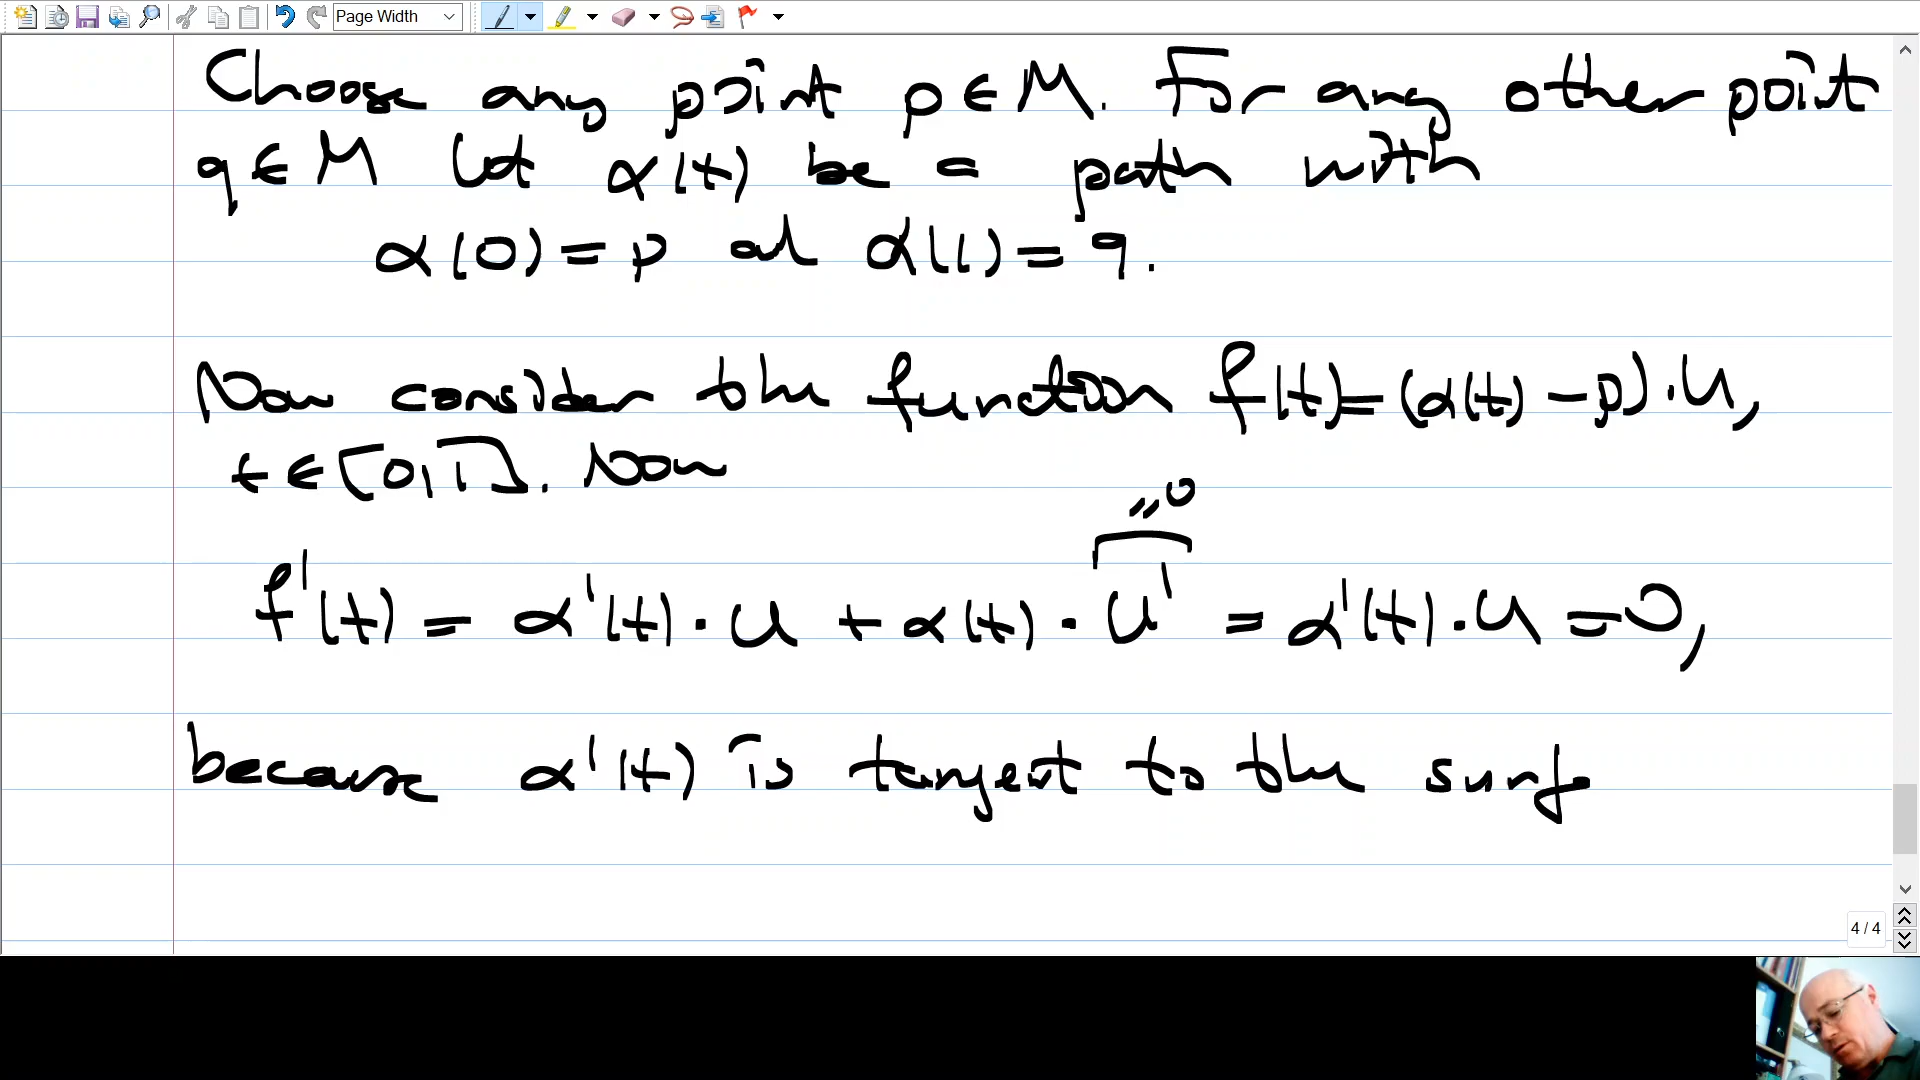 Page Width
Choose any point p ∈ M. For any other point
q ∈ M let α(t) be a path with
α(0) = p and α(1) = q.
Now consider the function f(t) = (α(t) – p) · U,
t ∈ [0,1]. Now
"0
f'(t) = α'(t) · U + α(t) · U' = α'(t) · U = 0,
because α'(t) is tangent to the surf
4 / 4